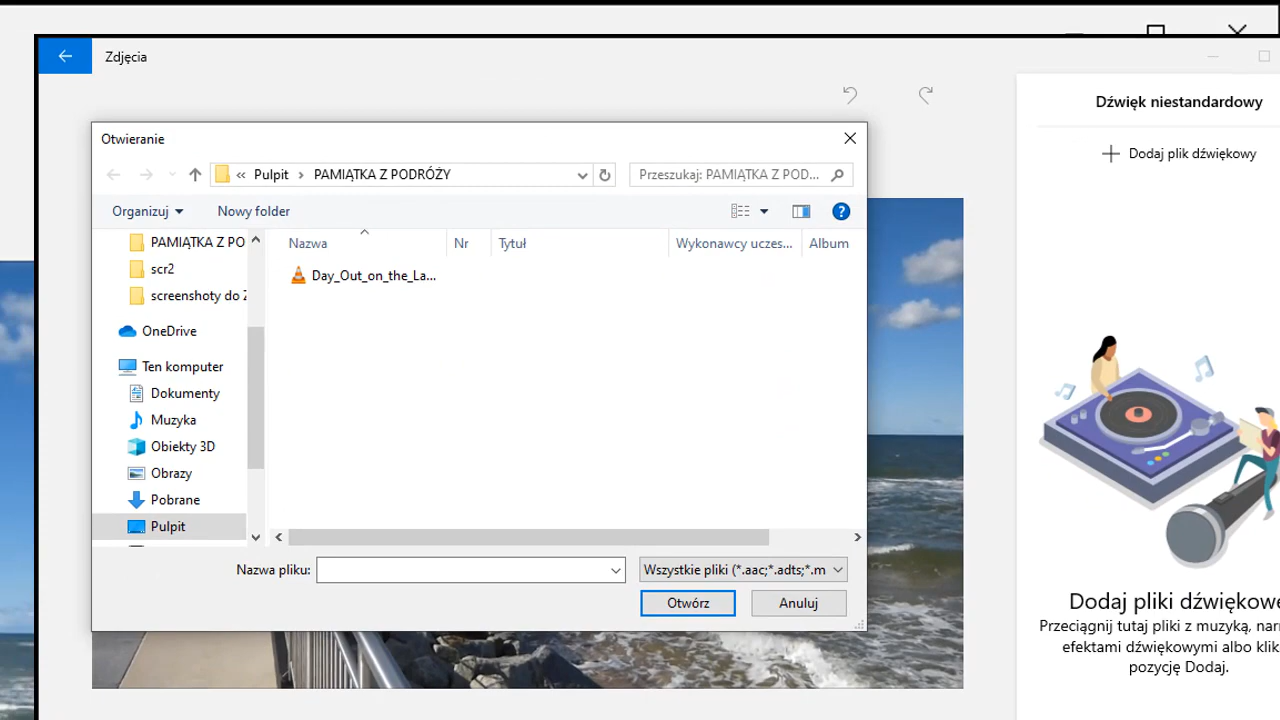 Zdjęcia
Dźwięk niestandardowy
Dodaj plik dźwiękowy
Otwieranie
« Pulpit › PAMIĄTKA Z PODRÓŻY
Przeszukaj: PAMIĄTKA Z POD...
Organizuj
Nowy folder
Nazwa Nr Tytuł Wykonawcy uczes... Album
PAMIĄTKA Z PO
scr2
screenshoty do
OneDrive
Ten komputer
Dokumenty
Muzyka
Obiekty 3D
Obrazy
Pobrane
Pulpit
Day_Out_on_the_La...
Nazwa pliku:
Wszystkie pliki (*.aac;*.adts;*.m
Otwórz
Anuluj
Dodaj pliki dźwiękowe
Przeciągnij tutaj pliki z muzyką, nar
efektami dźwiękowymi albo klik
pozycję Dodaj.